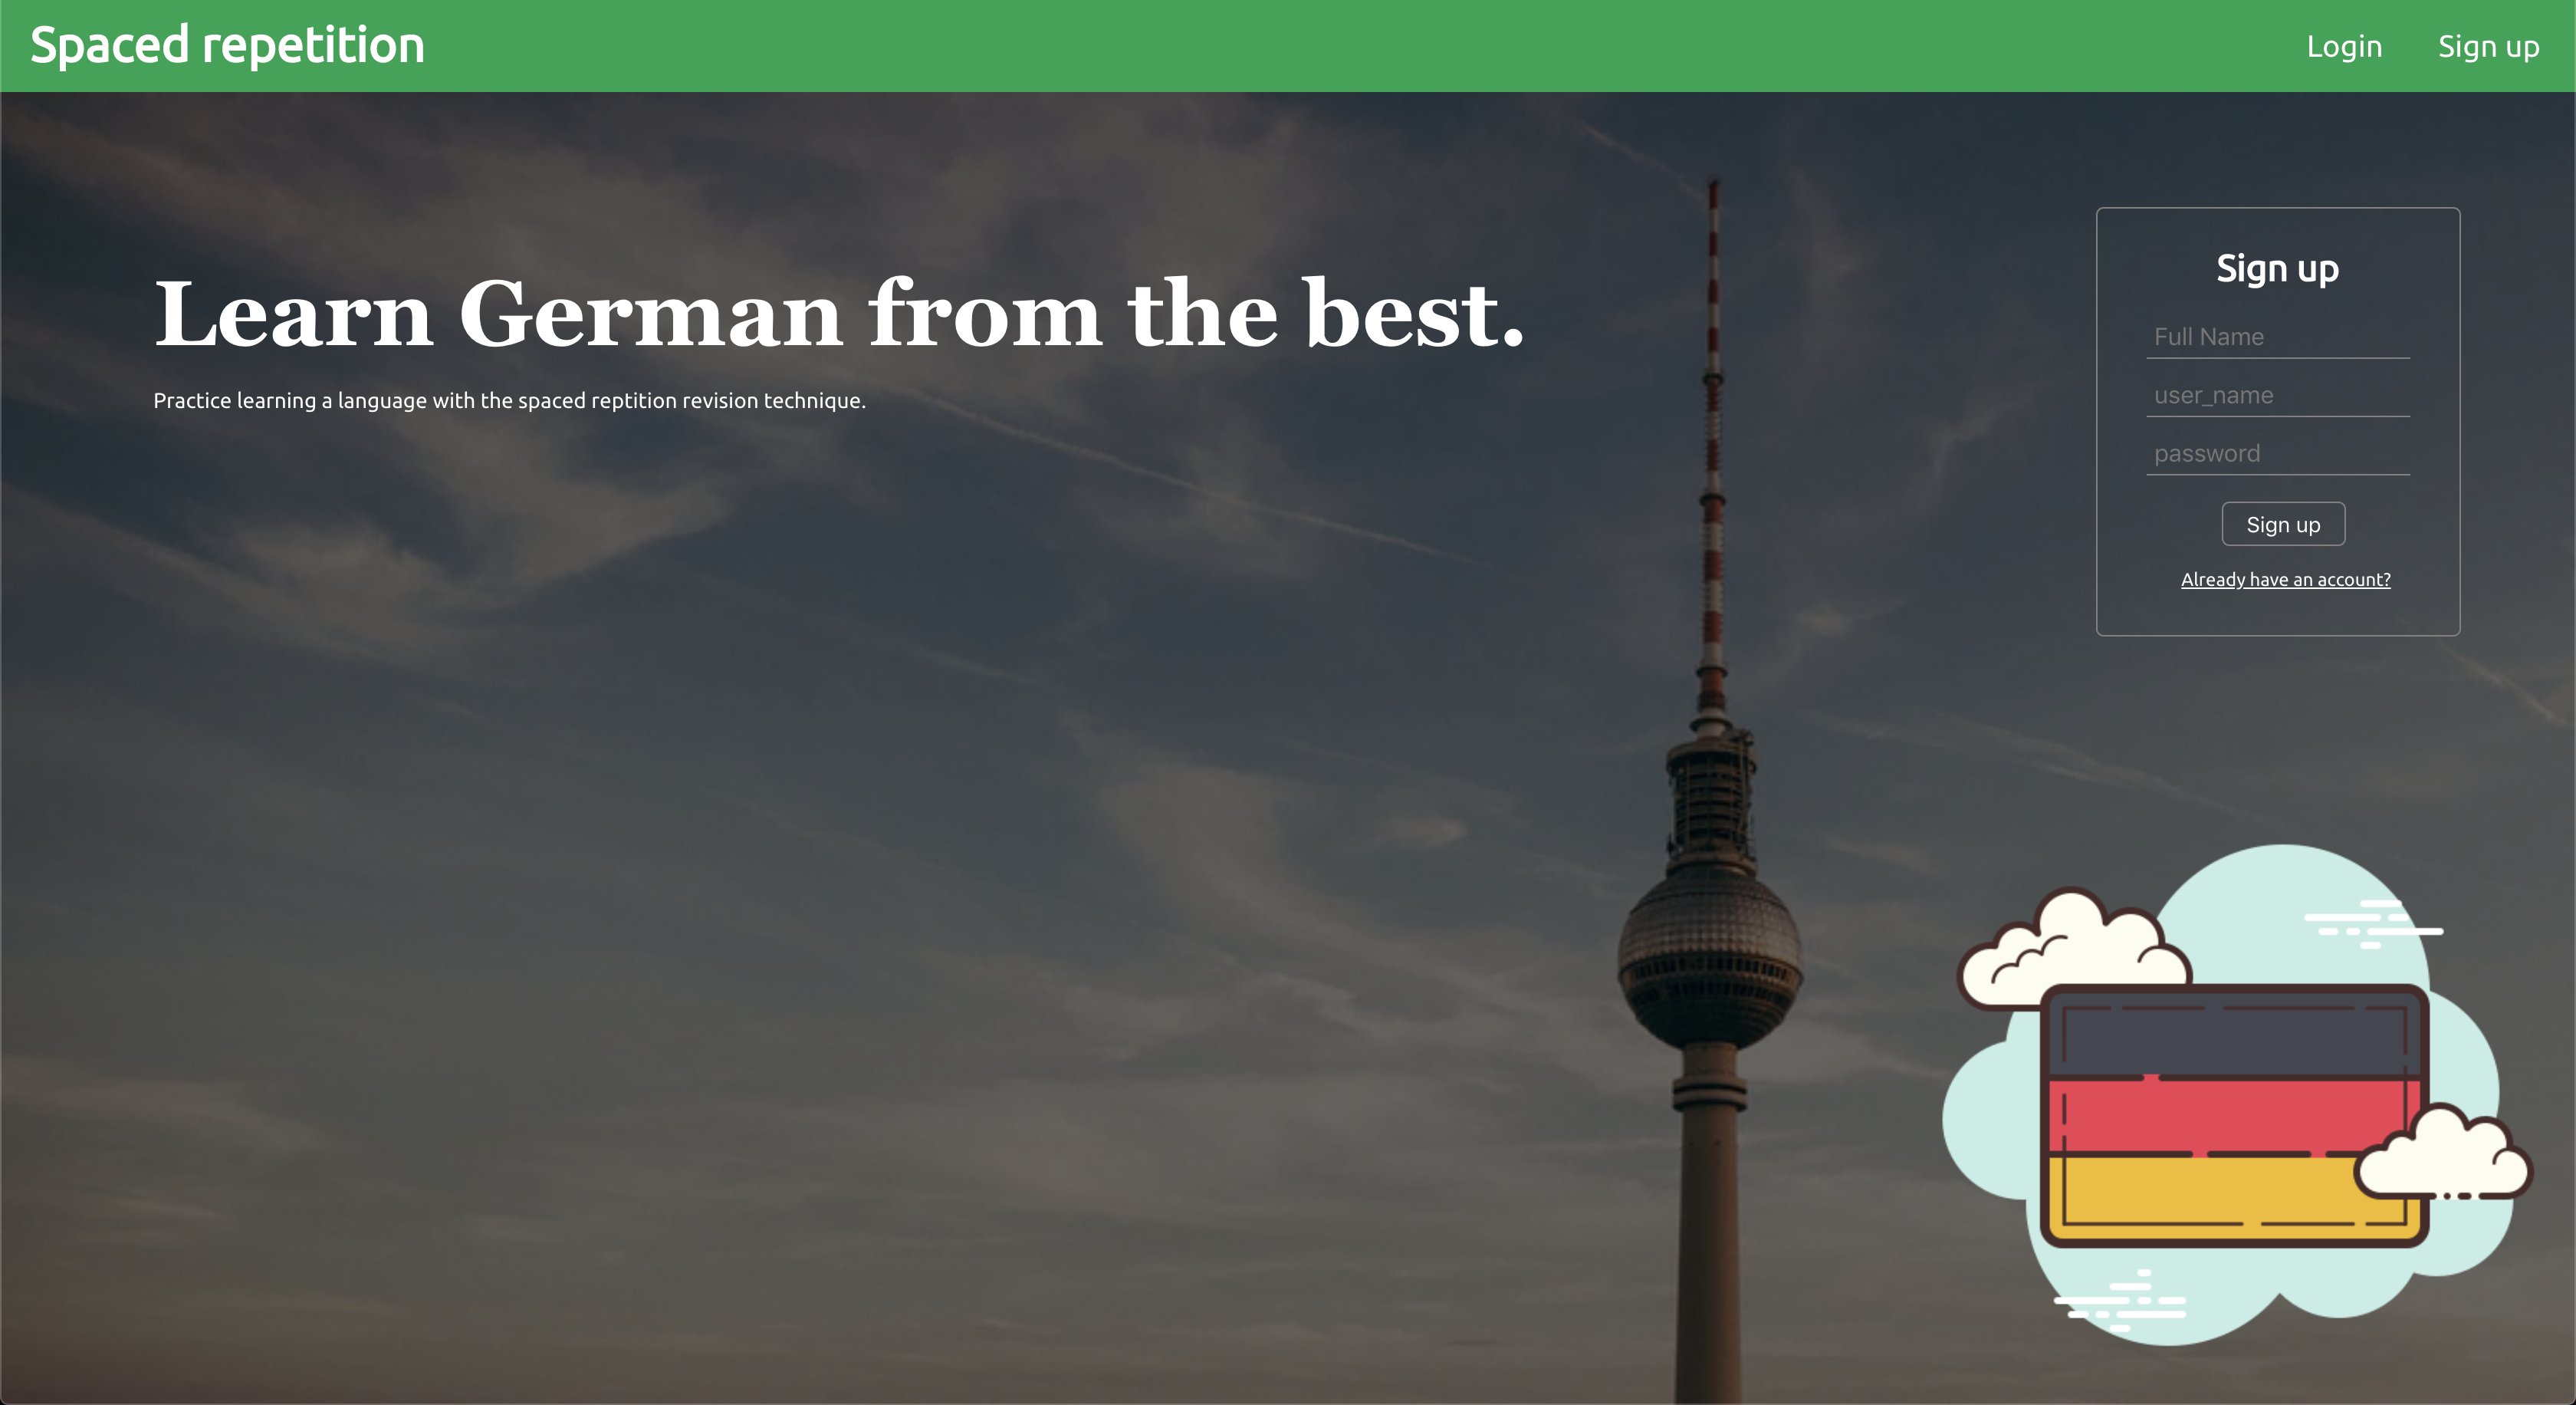 Spaced repetition
Login
Sign up
Learn German from the best.
Practice learning a language with the spaced reptition revision technique.
Sign up
Full Name
user_name
password
Sign up
Already have an account?